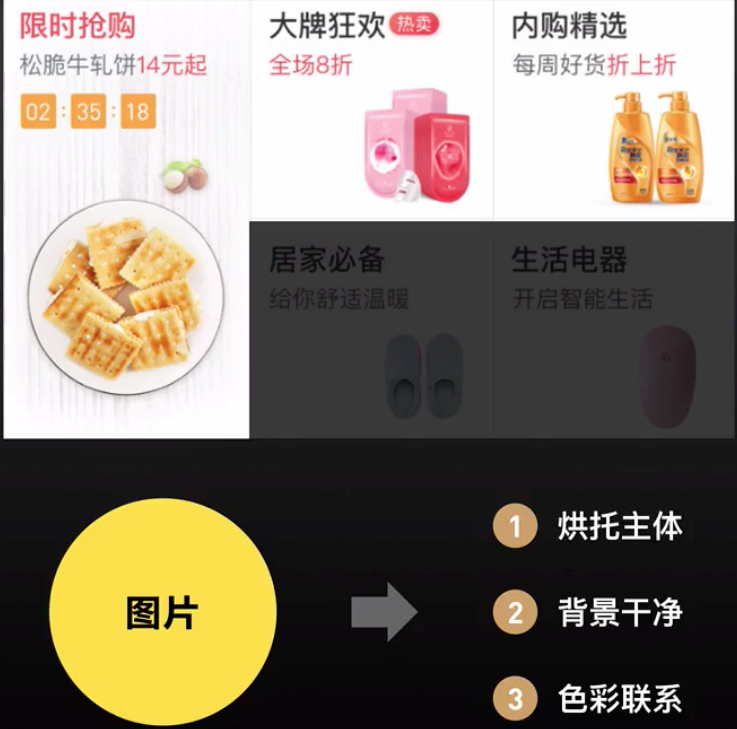 限时抢购
松脆牛轧饼14元起
02 : 35 : 18
大牌狂欢 热卖
全场8折
内购精选
每周好货折上折
居家必备
给你舒适温暖
生活电器
开启智能生活
图片
1 烘托主体
2 背景干净
3 色彩联系